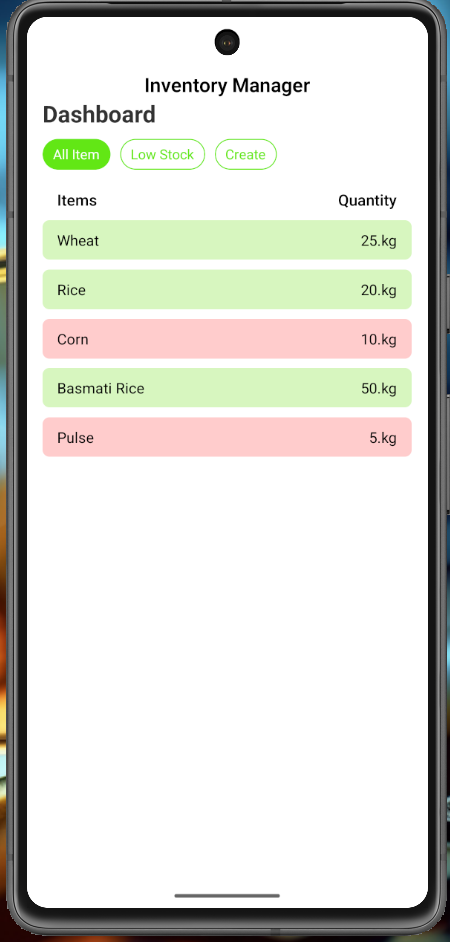 Inventory Manager
Dashboard
All Item Low Stock Create
Items Quantity
Wheat 25.kg
Rice 20.kg
Corn 10.kg
Basmati Rice 50.kg
Pulse 5.kg